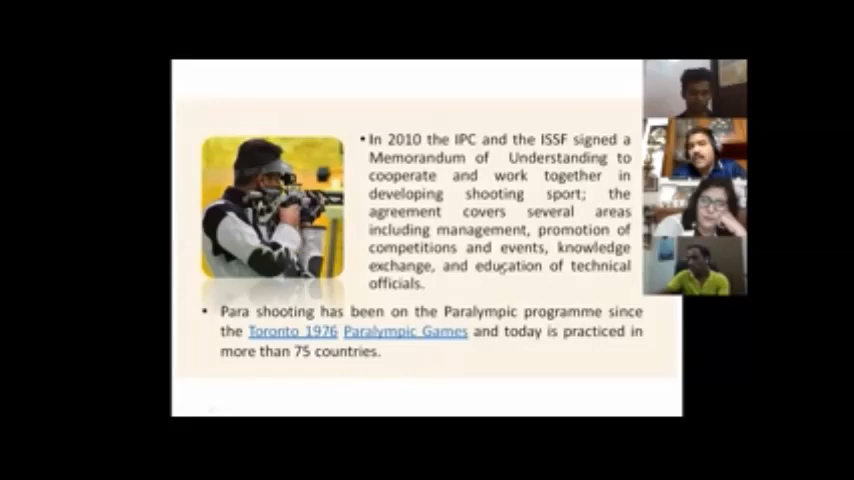 • In 2010 the IPC and the ISSF signed a
Memorandum of Understanding to
cooperate and work together in
developing shooting sport; the
agreement covers several areas
including management, promotion of
competitions and events, knowledge
exchange, and education of technical
officials.
• Para shooting has been on the Paralympic programme since
the Toronto 1976 Paralympic Games and today is practiced in
more than 75 countries.